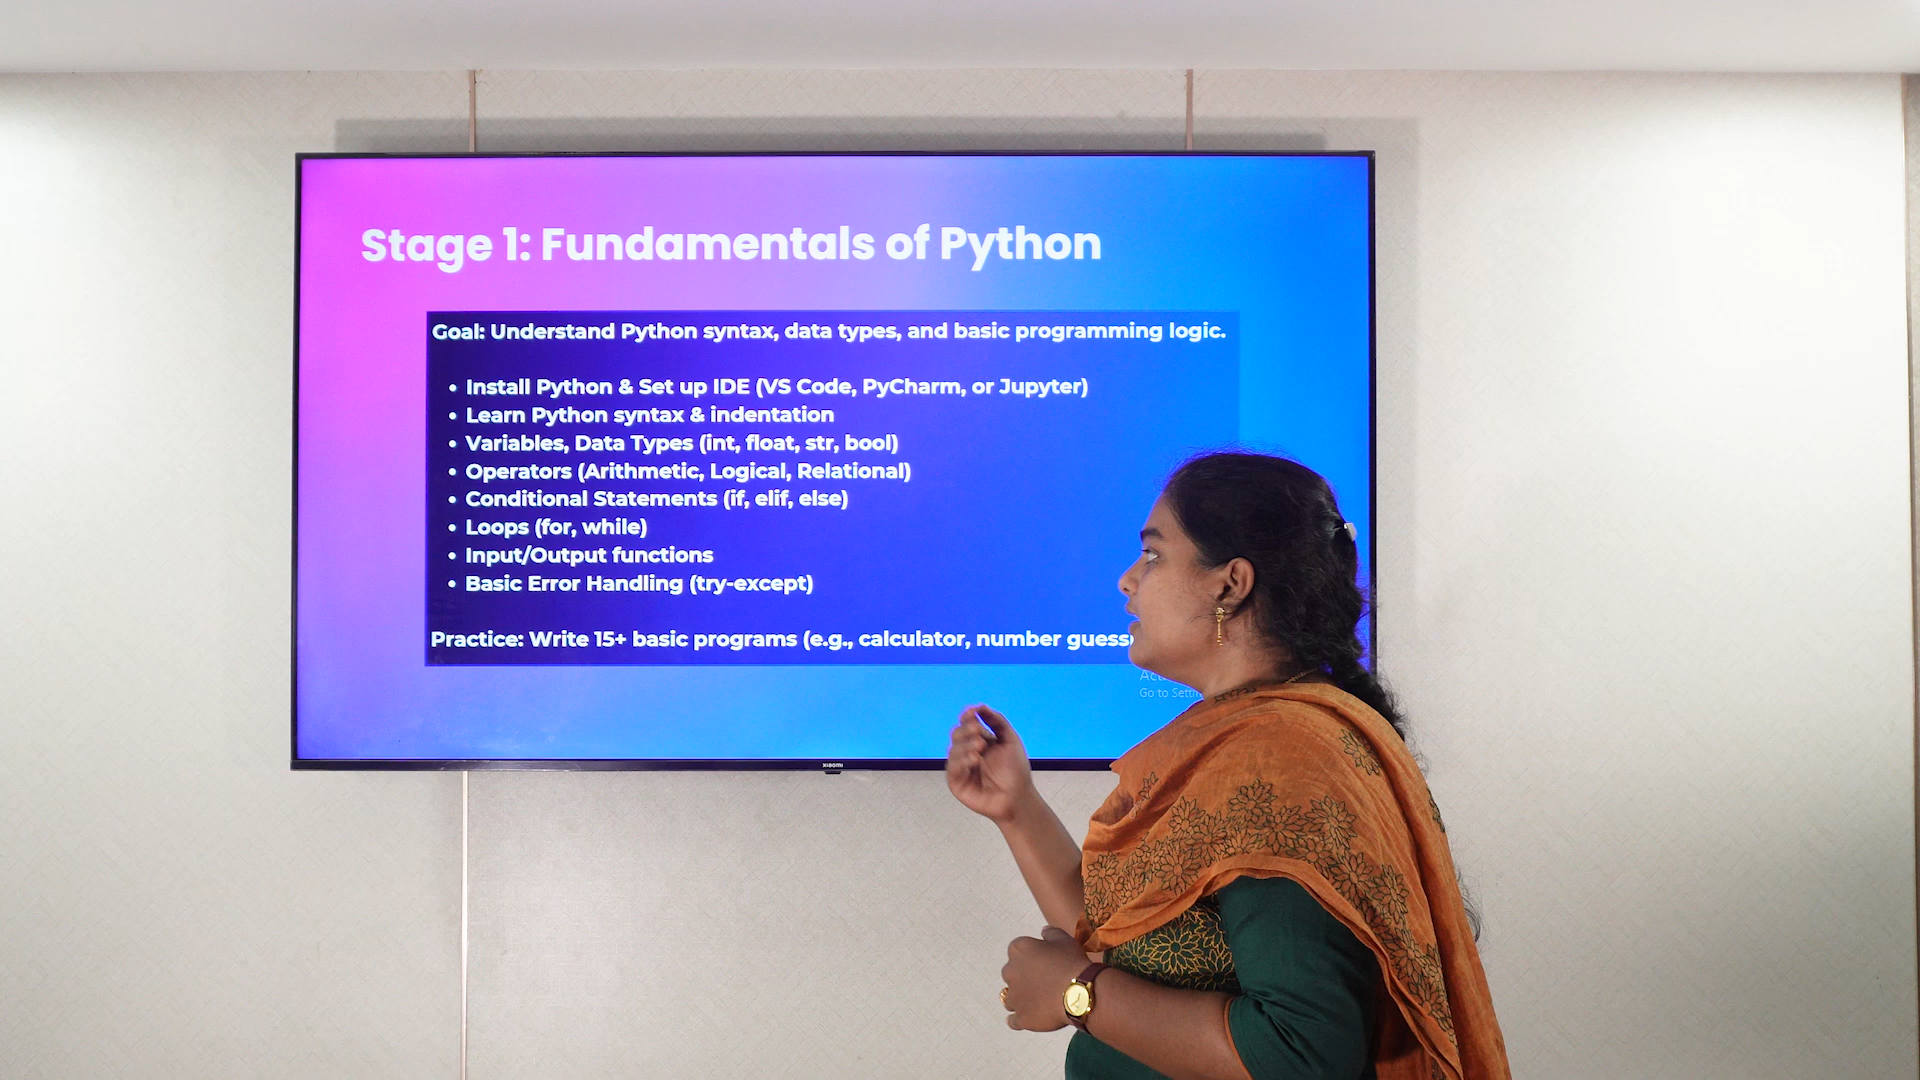 Stage 1: Fundamentals of Python
Goal: Understand Python syntax, data types, and basic programming logic.
• Install Python & Set up IDE (VS Code, PyCharm, or Jupyter)
• Learn Python syntax & indentation
• Variables, Data Types (int, float, str, bool)
• Operators (Arithmetic, Logical, Relational)
• Conditional Statements (if, elif, else)
• Loops (for, while)
• Input/Output functions
• Basic Error Handling (try-except)
Practice: Write 15+ basic programs (e.g., calculator, number
Go to
xiaomi